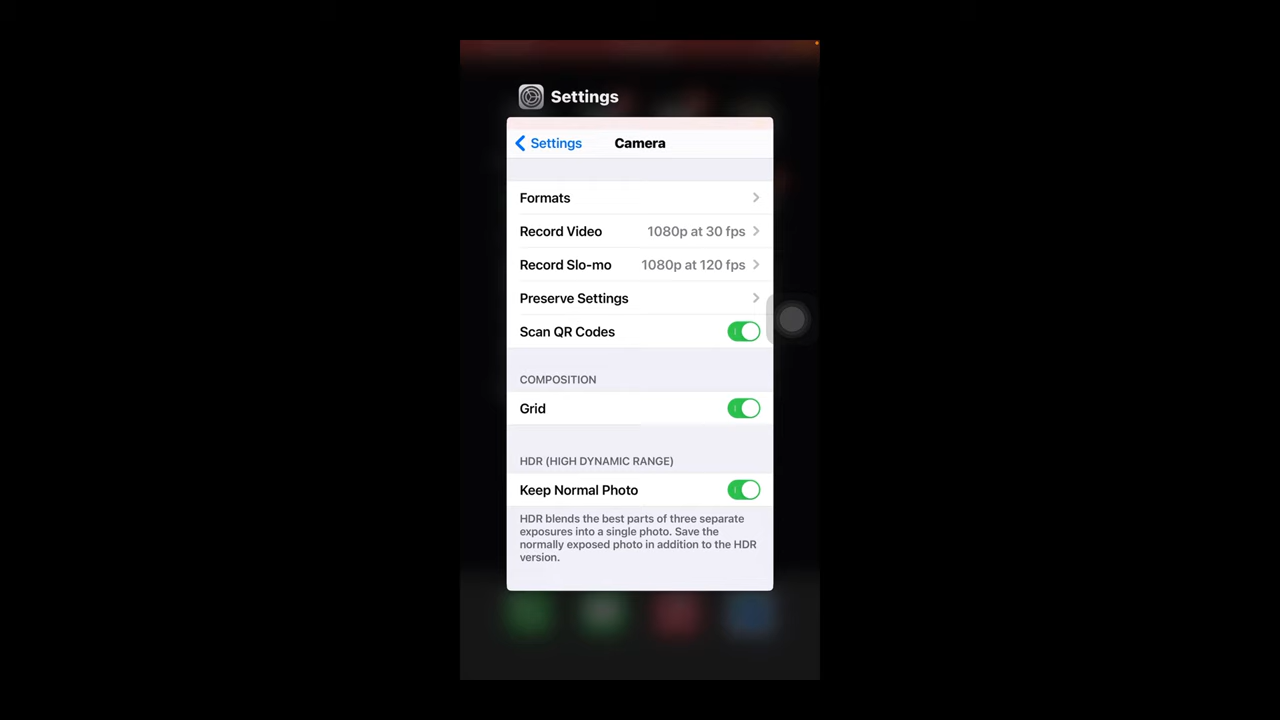 Settings
Settings Camera
Formats
Record Video 1080p at 30 fps
Record Slo-mo 1080p at 120 fps
Preserve Settings
Scan QR Codes
COMPOSITION
Grid
HDR (HIGH DYNAMIC RANGE)
Keep Normal Photo
HDR blends the best parts of three separate
exposures into a single photo. Save the
normally exposed photo in addition to the HDR
version.